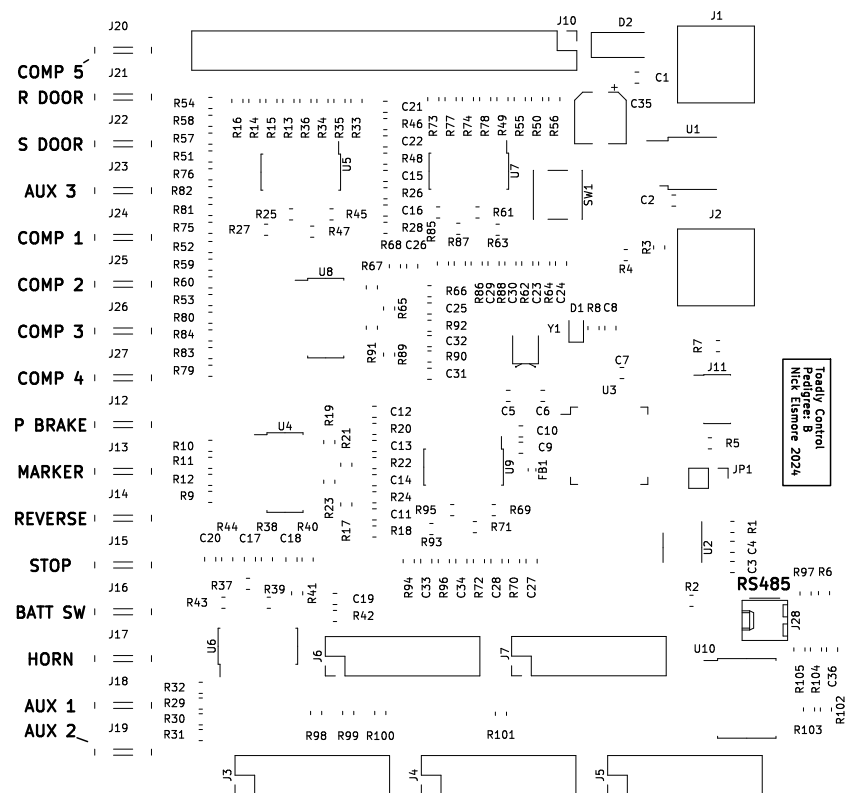 J20
J10
D2
J1
COMP 5
J21
C1
R DOOR
R54
C21
C35
J22
R58
R16
R14
R15
R13
R36
R34
R35
R33
R46
R73
R77
R74
R78
R49
R55
R50
R56
U1
S DOOR
R57
C22
J23
R51
R48
R76
U5
C15
U7
AUX 3
R82
R26
SW1
C2
J24
R81
R25
R45
C16
R61
J2
COMP 1
R75
R27
R47
R28
R85
R87
R63
R52
R68
C26
R3
J25
R59
U8
R67
R4
COMP 2
R60
R66
R86
C29
R88
C30
R62
C23
R64
C24
R53
J26
R65
C25
D1
R8
C8
COMP 3
R80
R92
Y1
R84
C32
R7
J27
R83
R91
R89
R90
C7
COMP 4
R79
C31
U3
J11
J12
C5
C6
Toadly Control
Pedigree: B
Nick Elsmore 2024
R19
C12
P BRAKE
U4
R20
C10
J13
R10
R21
C13
C9
R5
R11
R22
MARKER
R12
C14
U9
FB1
JP1
J14
R9
R24
REVERSE
R23
C11
R95
R69
R44
R38
R40
R17
R18
R71
R1
J15
C20
C17
C18
R93
U2
C4
STOP
C3
J16
R37
R39
R41
R94
C33
R96
C34
R72
C28
R70
C27
RS485
R97
R6
BATT SW
R43
C19
R2
R42
J28
J17
U6
J6
J7
U10
HORN
J18
R32
R105
R104
C36
AUX 1
R29
R102
R30
AUX 2
J19
R31
R98
R99
R100
R101
R103
J3
J4
J5